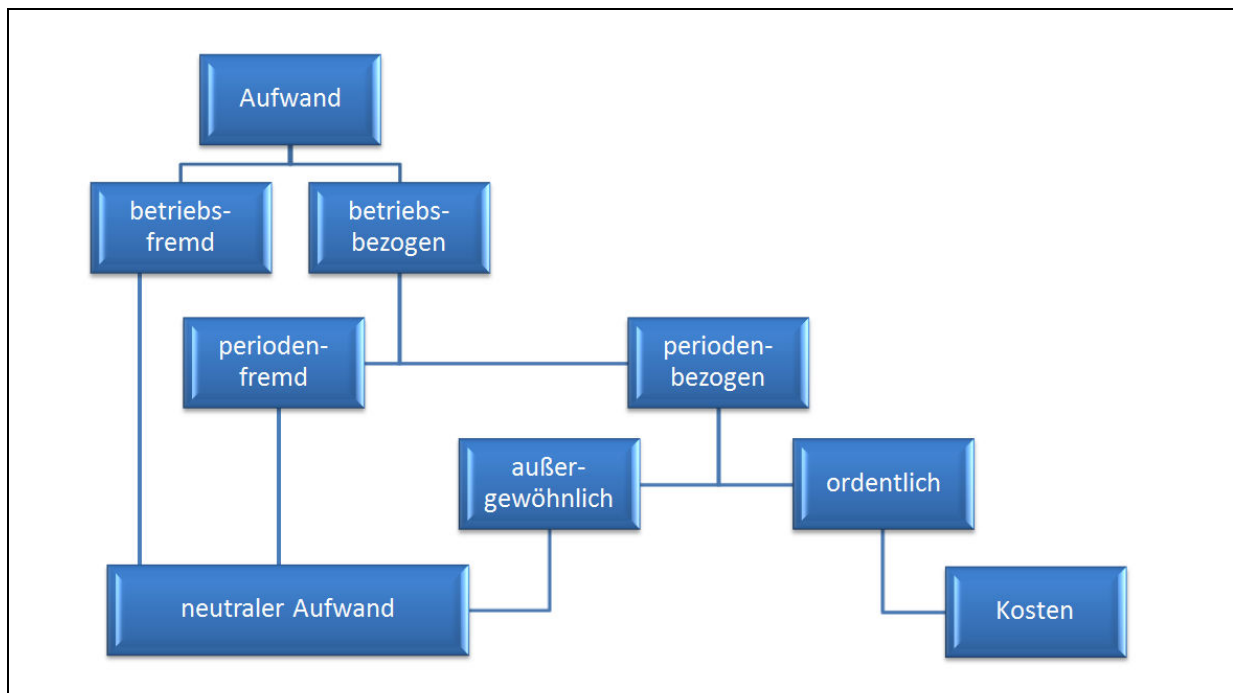 Aufwand
betriebs-
fremd
betriebs-
bezogen
perioden-
fremd
perioden-
bezogen
außer-
gewöhnlich
ordentlich
neutraler Aufwand
Kosten